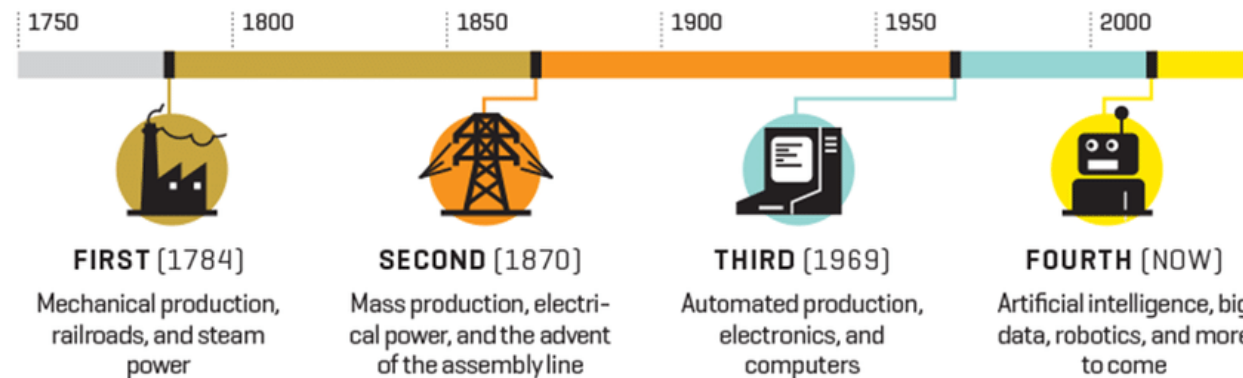 1750
1800
1850
1900
1950
2000
FIRST (1784)
Mechanical production,
railroads, and steam
power
SECOND (1870)
Mass production, electri-
cal power, and the advent
of the assembly line
THIRD (1969)
Automated production,
electronics, and
computers
FOURTH (NOW)
Artificial intelligence, big
data, robotics, and more
to come